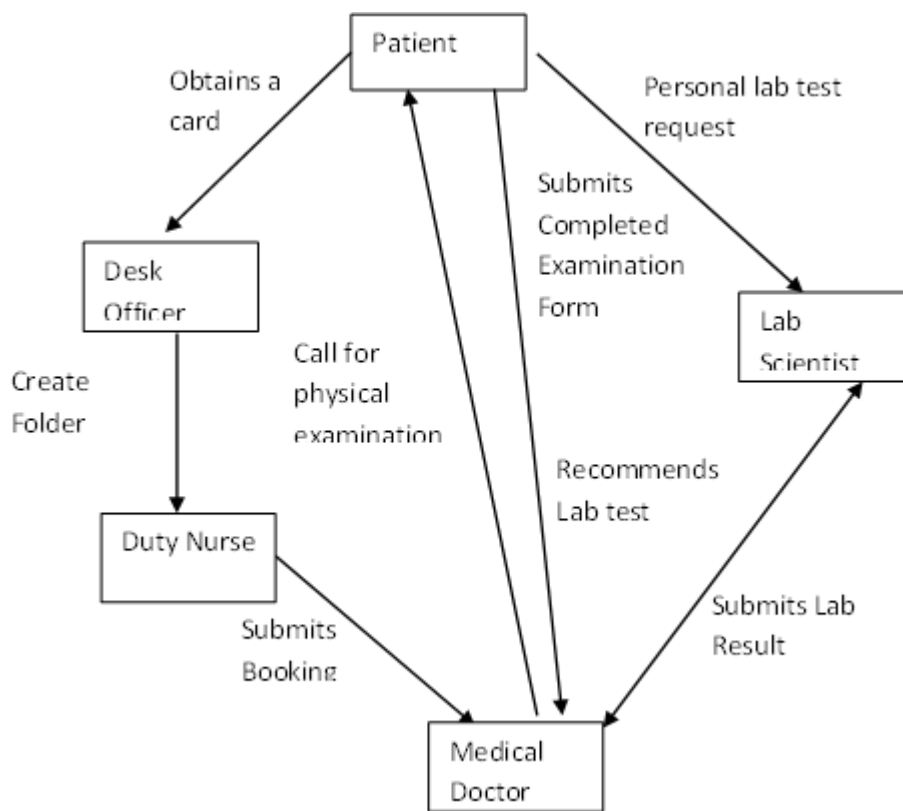 Patient
Obtains a
card
Personal lab test
request
Submits
Completed
Examination
Form
Desk
Officer
Lab
Scientist
Create
Folder
Call for
physical
examination
Recommends
Lab test
Duty Nurse
Submits
Booking
Submits Lab
Result
Medical
Doctor